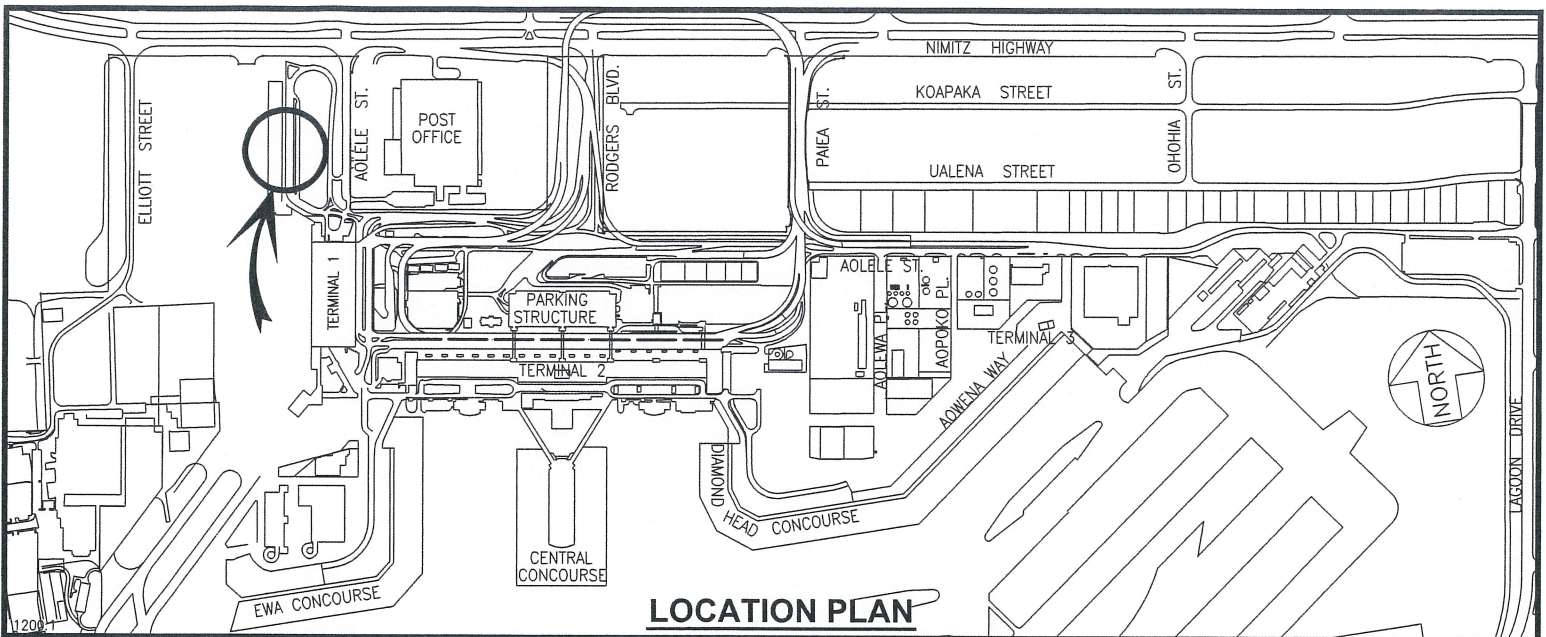 NIMITZ HIGHWAY
KOAPAKA STREET
UALENA STREET
ELLIOTT STREET
AOLELE ST.
POST
OFFICE
RODGERS BLVD.
PAIEA ST.
OHOHIA ST.
TERMINAL 1
PARKING
STRUCTURE
TERMINAL 2
AOLELE ST.
AOLEWA PL.
AOPOKO PL.
TERMINAL 3
AOWENA WAY
NORTH
LAGOON DRIVE
DIAMOND HEAD CONCOURSE
CENTRAL
CONCOURSE
EWA CONCOURSE
LOCATION PLAN